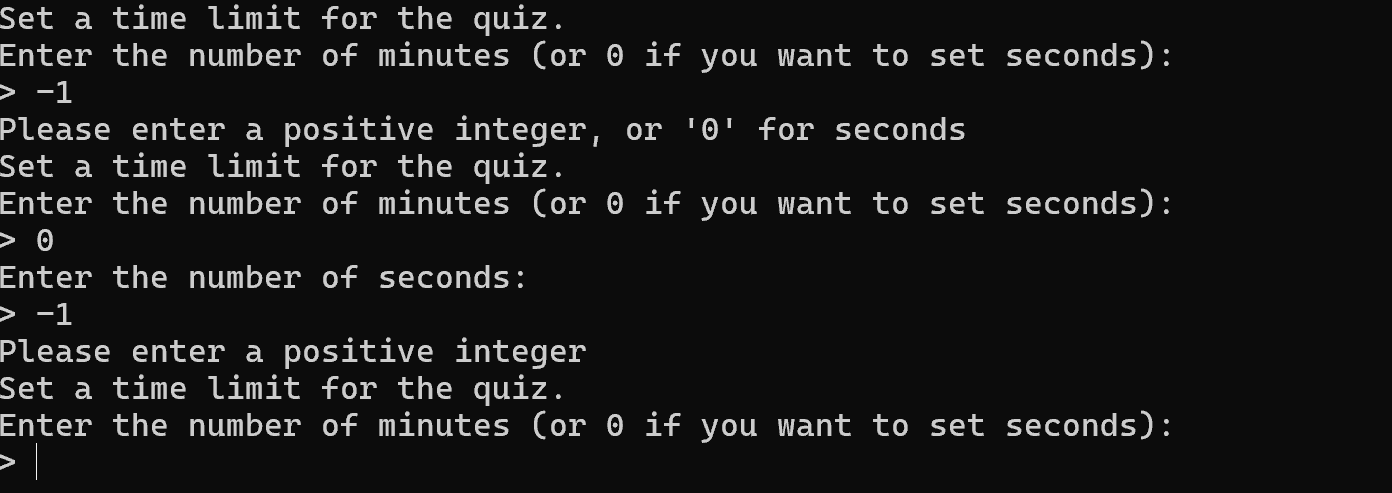 Set a time limit for the quiz.
Enter the number of minutes (or 0 if you want to set seconds):
> -1
Please enter a positive integer, or '0' for seconds
Set a time limit for the quiz.
Enter the number of minutes (or 0 if you want to set seconds):
> 0
Enter the number of seconds:
> -1
Please enter a positive integer
Set a time limit for the quiz.
Enter the number of minutes (or 0 if you want to set seconds):
>